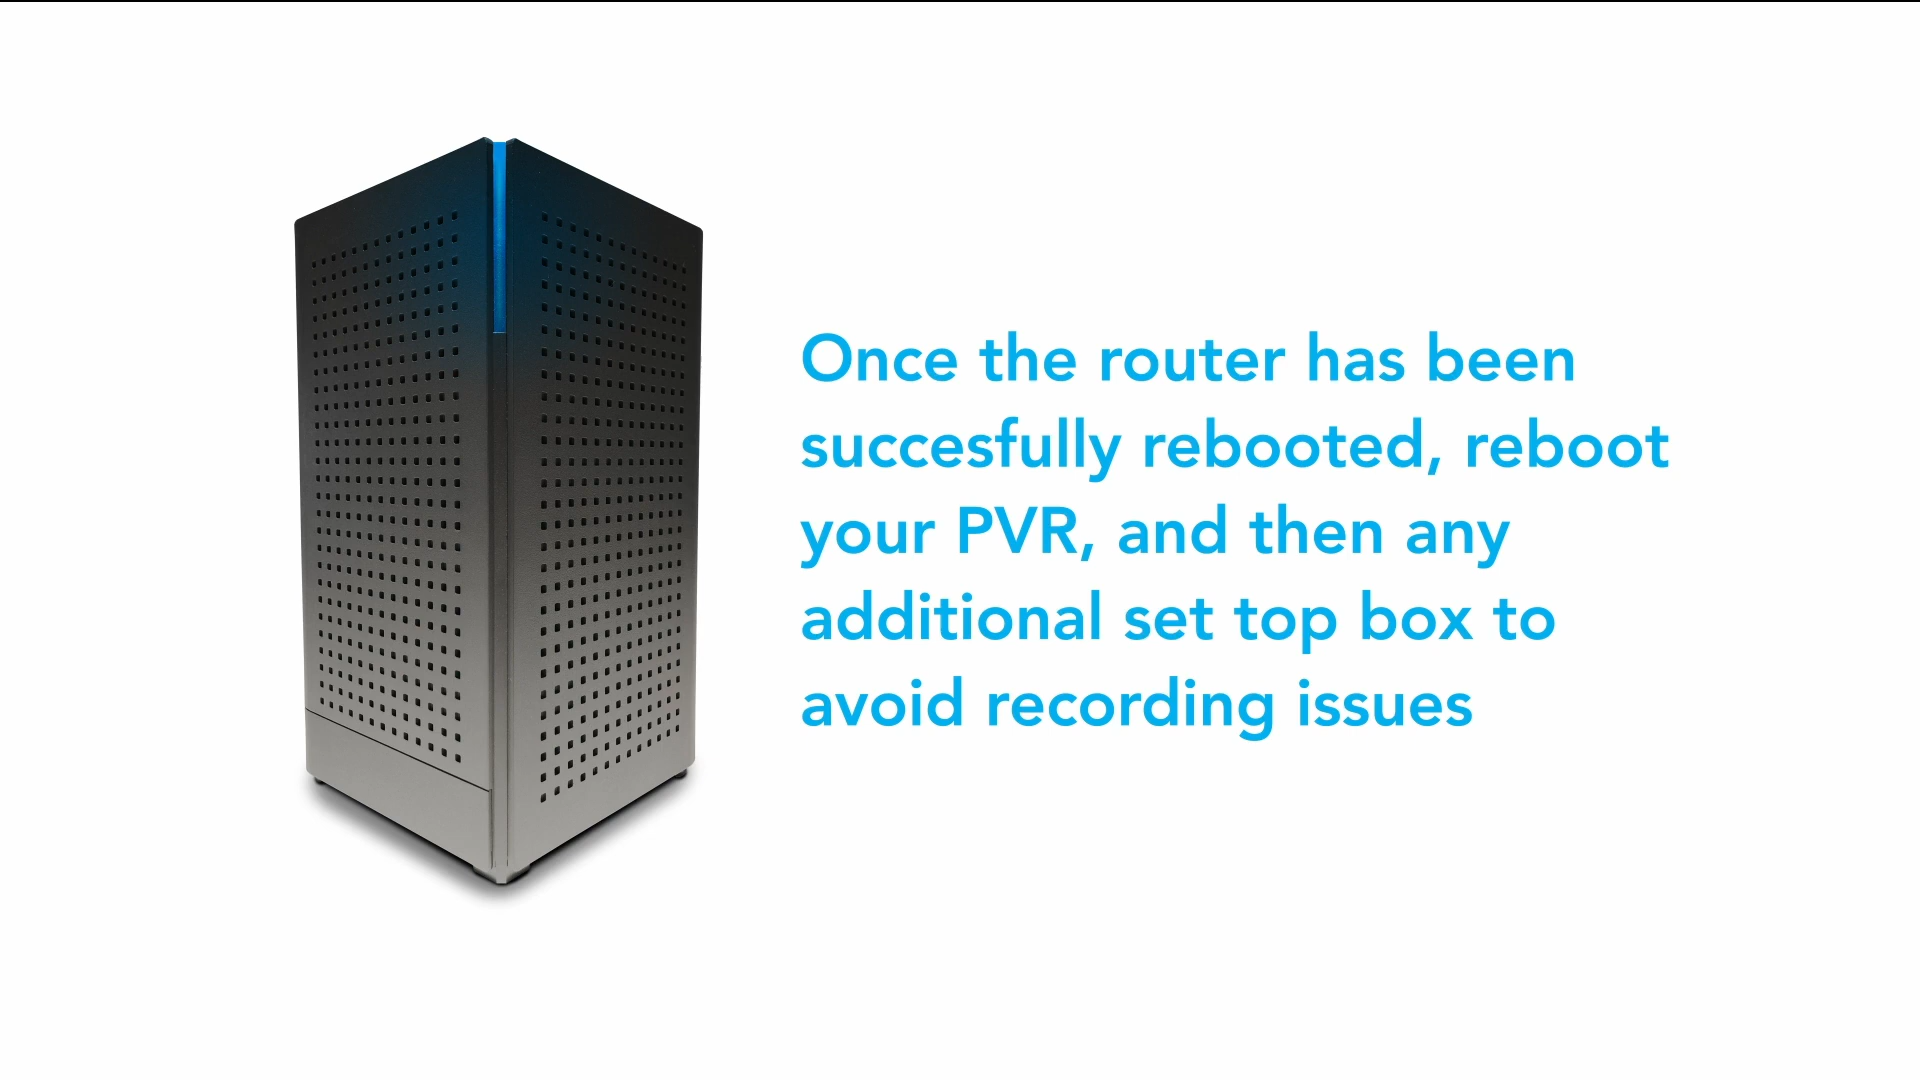 Once the router has been
succesfully rebooted, reboot
your PVR, and then any
additional set top box to
avoid recording issues